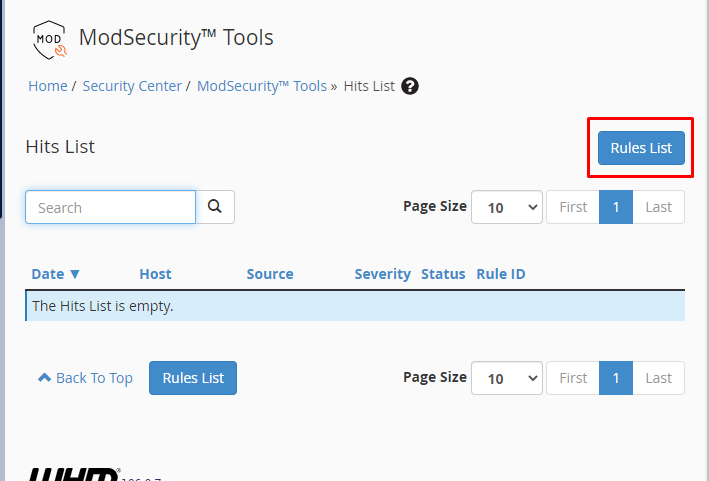 MOD
ModSecurity™ Tools
Home / Security Center / ModSecurity™ Tools » Hits List ?
Hits List
Rules List
Search
Page Size 10 First 1 Last
Date ▼ Host Source Severity Status Rule ID
The Hits List is empty.
Back To Top Rules List Page Size 10 First 1 Last
WHM®